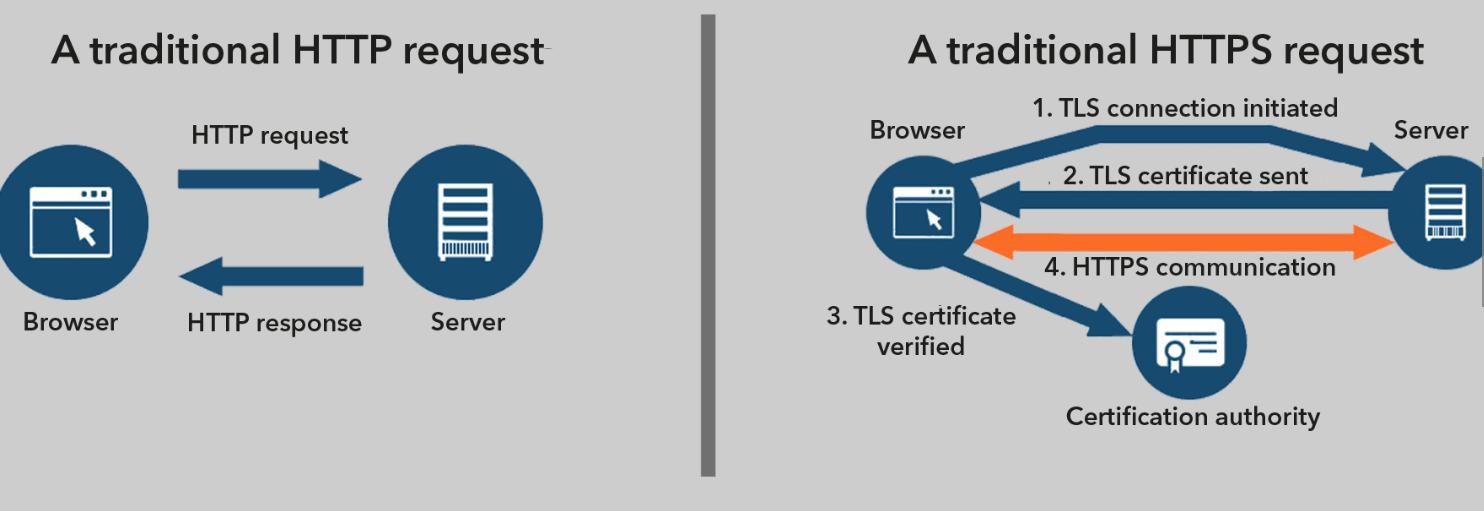 A traditional HTTP request
HTTP request
Browser
HTTP response
Server
A traditional HTTPS request
1. TLS connection initiated
Browser
Server
2. TLS certificate sent
4. HTTPS communication
3. TLS certificate
verified
Certification authority